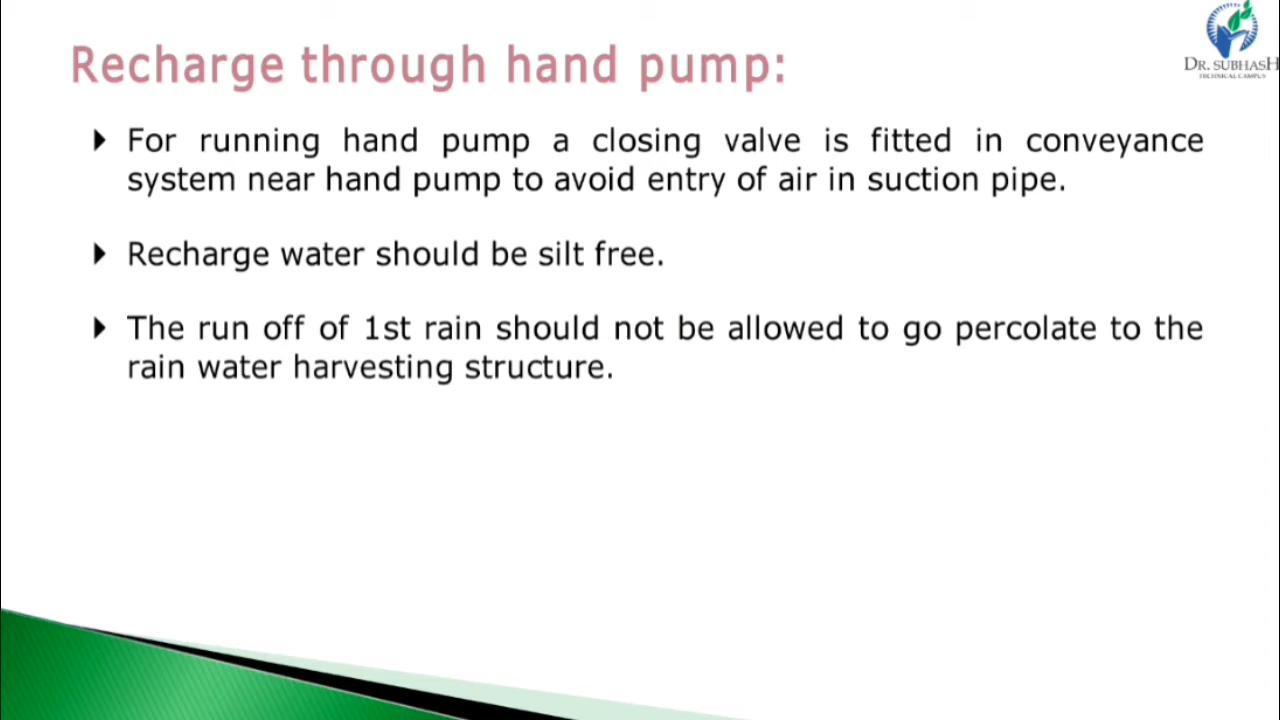 Recharge through hand pump:
DR. SUBHASH
TECHNICAL CAMPUS
For running hand pump a closing valve is fitted in conveyance
system near hand pump to avoid entry of air in suction pipe.
Recharge water should be silt free.
The run off of 1st rain should not be allowed to go percolate to the
rain water harvesting structure.